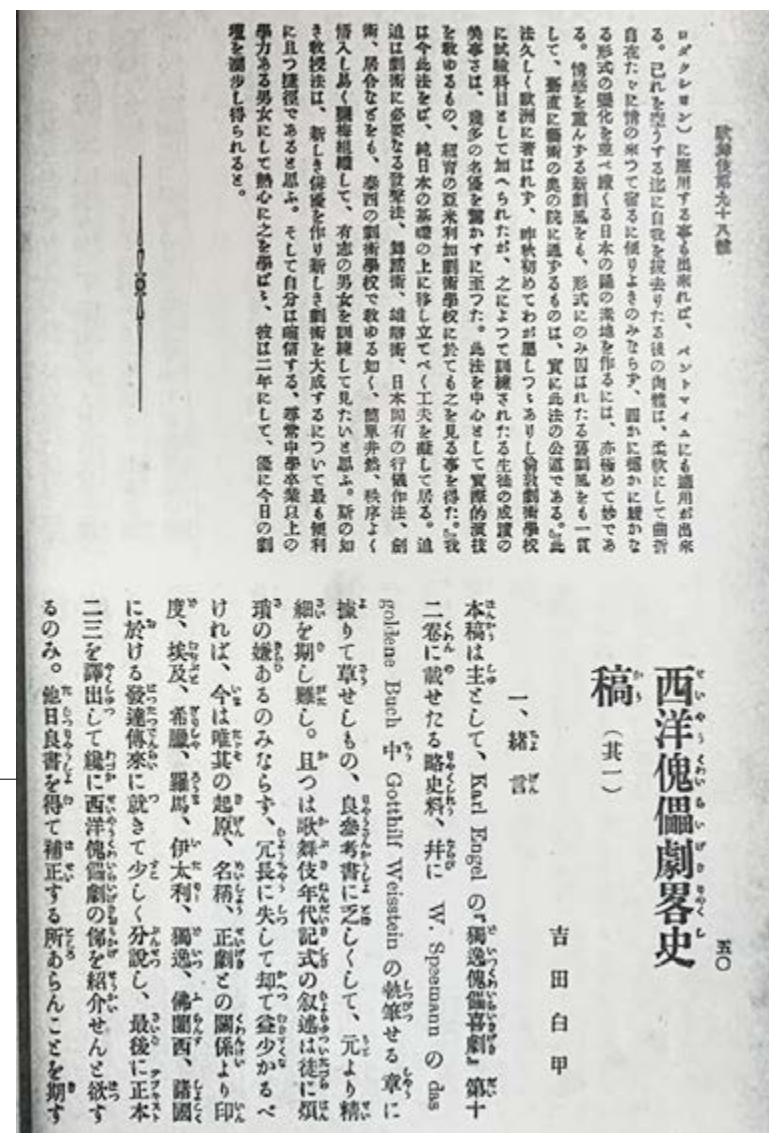 歌舞伎第九十八號
ロダクシヨン）に應用する事も出來れば、パントマイムにも適用が出來
る。己れを空うする迄に自我を拔去りたる後の肉體は、柔軟にして曲折
自在たゞに情の來つて宿るに便りよきのみならず、圓かに穩かに緩かな
る形式の變化を並べ續くる日本の踊の素地を作るには、亦極めて妙であ
る。情感を重んずる新劇風をも、形式にのみ囚はれたる舊劇風をも一貫
して、藝直に藝術の奧の院に通ずるものは、實に此法の公道である。』此
法久しく歐洲に著はれず、昨秋初めてわが屬しつゝありし倫敦劇術學校
に試驗科目として加へられたが、之によつて訓練されたる生徒の成績の
美事さは、幾多の名優を驚かすに至つた。此法を中心として實際的演技
を敎ゆるもの、紐育の亞米利加劇術學校に於ても之を見る事を得た。』我
は今此法をば、純日本の基礎の上に移し立てべく工夫を凝して居る。追
迫は劇術に必要なる發聲法、舞踏術、雄辯術、日本固有の行儀作法、劍
術、居合などをも、泰西の劇術學校で敎ゆる如く、簡單井然、秩序よく
悟入し易く鹽梅組織して、有志の男女を訓練して見たいと思ふ。斯の如
き敎授法は、新しき俳優を作り新しき劇術を大成するについて最も便利
に且つ捷徑であると思ふ。そして自分は確信する、尋常中學卒業以上の
學力ある男女にして熱心に之を學ばゝ、彼は二年にして、優に今日の劇
壇を濶步し得られると。
五〇
西洋傀儡劇畧史
稿（其一）
吉田白甲
一、緖言
本稿は主として、Karl Engel の『獨逸傀儡喜劇』第十
二卷に載せたる略史料、幷に W. Spemann の das
goldene Buch 中 Gotthilf Weisstein の執筆せる章に
據りて草せしもの、良參考書に乏しくして、元より精
細を期し難し。且つは歌舞伎年代記式の叙述は徒に煩
瑣の嫌あるのみならず、冗長に失して却て益少かるべ
ければ、今は唯其の起原、名稱、正劇との關係より印
度、埃及、希臘、羅馬、伊太利、獨逸、佛蘭西、諸國
に於ける發達傳來に就きて少しく分説し、最後に正本
二三を譯出して纔に西洋傀儡劇の俤を紹介せんと欲す
るのみ。他日良書を得て補正する所あらんことを期す